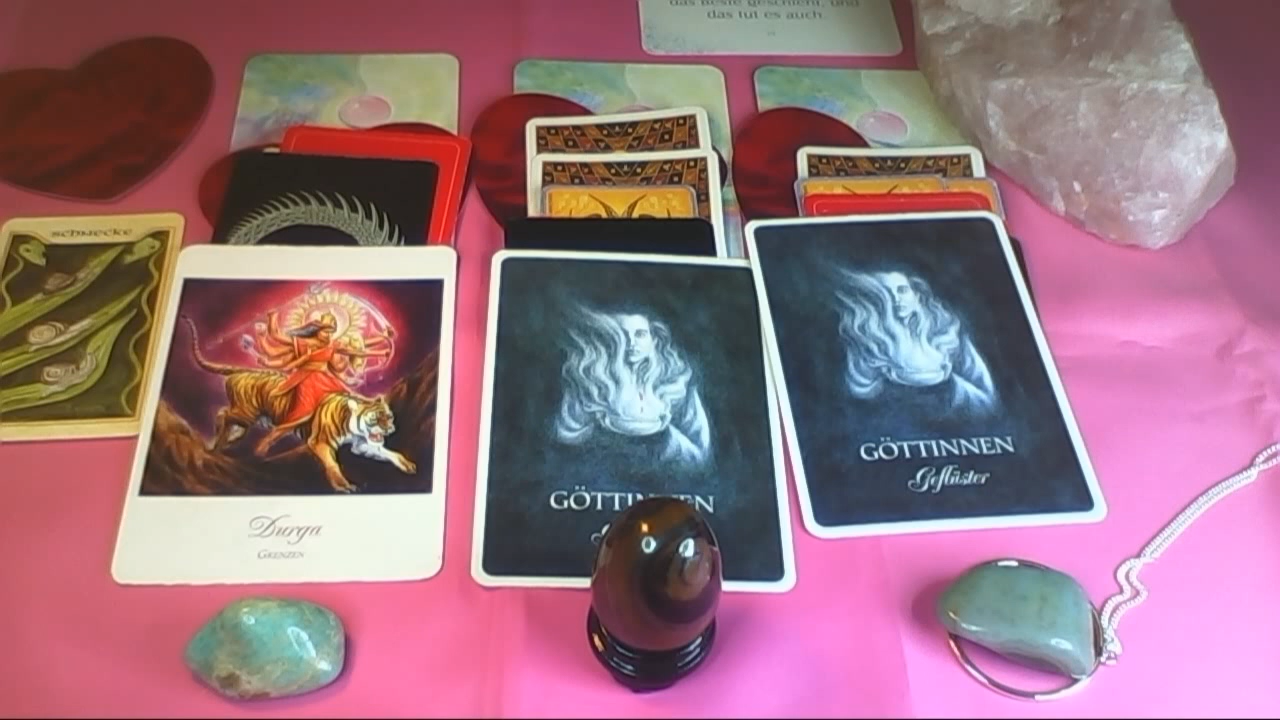 das Beste geschieht, und
das tut es auch.
Schnecke
Durga
GRENZEN
GÖTTINNEN
GÖTTINNEN
Geflüster